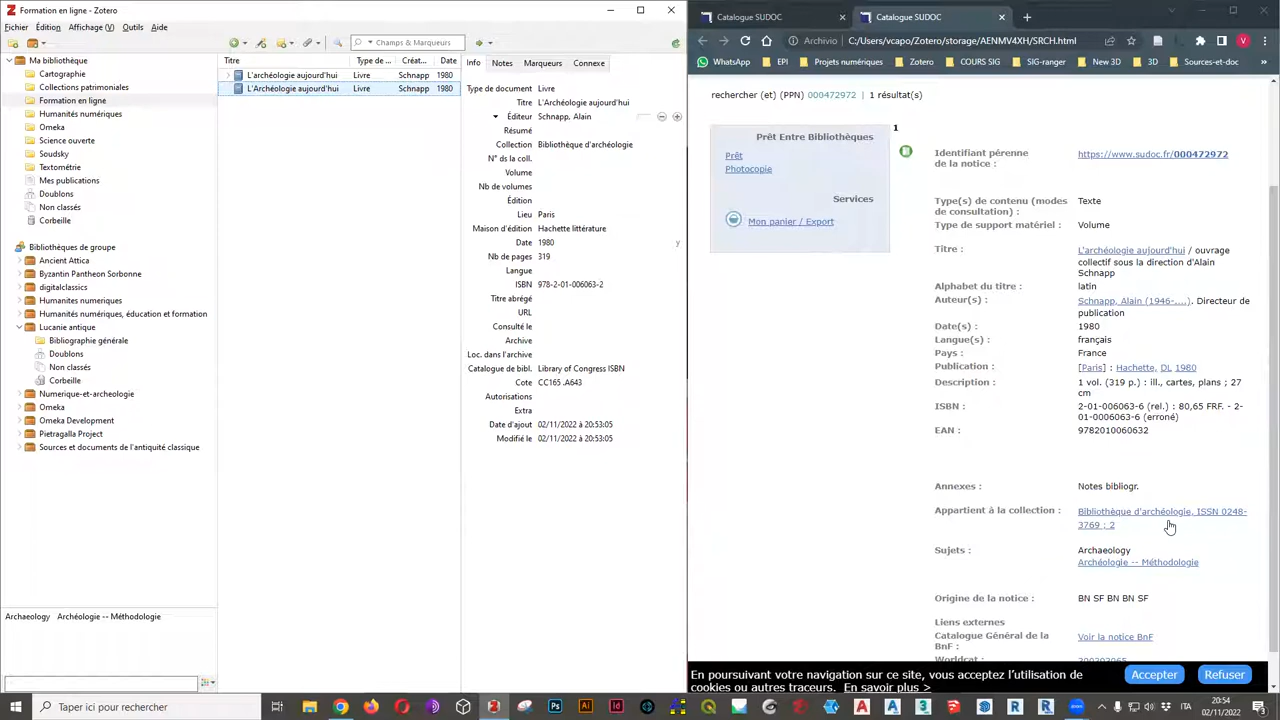 Formation en ligne - Zotero
Fichier Édition Affichage (V) Outils Aide
Champs & Marqueurs
Ma bibliothèque
Cartographie
Collections patrimoniales
Formation en ligne
Humanités numériques
Omeka
Science ouverte
Soudsky
Textométrie
Mes publications
Doublons
Non classés
Corbeille
Bibliothèques de groupe
Ancient Attica
Byzantin Pantheon Sorbonne
digitalclassics
Humanites numeriques
Humanités numériques, éducation et formation
Lucanie antique
Bibliographie générale
Doublons
Non classés
Corbeille
Numerique-et-archeologie
Omeka
Omeka Development
Pietragalla Project
Sources et documents de l'antiquité classique
Archaeology Archéologie -- Méthodologie
Titre Type de ... Créat... Date
L'archéologie aujourd'hui Livre Schnapp 1980
L'Archéologie aujourd'hui Livre Schnapp 1980
Info Notes Marqueurs Connexe
Type de document Livre
Titre L'Archéologie aujourd'hui
Éditeur Schnapp, Alain
Résumé
Collection Bibliothèque d'archéologie
N° ds la coll.
Volume
Nb de volumes
Édition
Lieu Paris
Maison d'édition Hachette littérature
Date 1980 y
Nb de pages 319
Langue
ISBN 978-2-01-006063-2
Titre abrégé
URL
Consulté le
Archive
Loc. dans l'archive
Catalogue de bibl. Library of Congress ISBN
Cote CC165 .A643
Autorisations
Extra
Date d'ajout 02/11/2022 à 20:53:05
Modifié le 02/11/2022 à 20:53:05
Catalogue SUDOC Catalogue SUDOC
Archivio C:/Users/vcapo/Zotero/storage/AENMV4XH/SRCH.html
WhatsApp EPI Projets numériques Zotero COURS SIG SIG-ranger New 3D 3D Sources-et-doc
rechercher (et) (PPN) 000472972 | 1 résultat(s)
Prêt Entre Bibliothèques
Prêt
Photocopie
Services
Mon panier / Export
1
Identifiant pérenne de la notice : https://www.sudoc.fr/000472972
Type(s) de contenu (modes de consultation) : Texte
Type de support matériel : Volume
Titre : L'archéologie aujourd'hui / ouvrage
collectif sous la direction d'Alain
Schnapp
Alphabet du titre : latin
Auteur(s) : Schnapp, Alain (1946-....). Directeur de
publication
Date(s) : 1980
Langue(s) : français
Pays : France
Publication : [Paris] : Hachette, DL 1980
Description : 1 vol. (319 p.) : ill., cartes, plans ; 27
cm
ISBN : 2-01-006063-6 (rel.) : 80,65 FRF. - 2-
01-0006063-6 (erroné)
EAN : 9782010060632
Annexes : Notes bibliogr.
Appartient à la collection : Bibliothèque d'archéologie, ISSN 0248-
3769 ; 2
Sujets : Archaeology
Archéologie -- Méthodologie
Origine de la notice : BN SF BN BN SF
Liens externes
Catalogue Général de la BnF : Voir la notice BnF
Worldcat :
En poursuivant votre navigation sur ce site, vous acceptez l'utilisation de
cookies ou autres traceurs. En savoir plus >
Accepter Refuser
Taper ici pour rechercher
ITA
20:54
02/11/2022